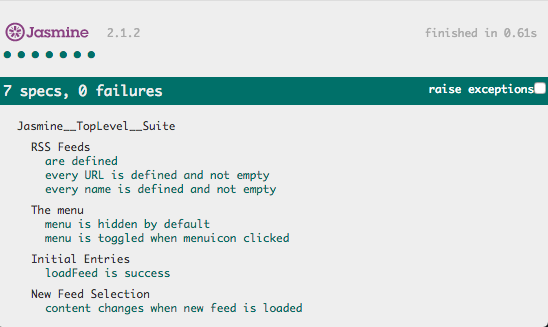 Jasmine 2.1.2 finished in 0.61s
7 specs, 0 failures raise exceptions
Jasmine__TopLevel__Suite
RSS Feeds
are defined
every URL is defined and not empty
every name is defined and not empty
The menu
menu is hidden by default
menu is toggled when menuicon clicked
Initial Entries
loadFeed is success
New Feed Selection
content changes when new feed is loaded